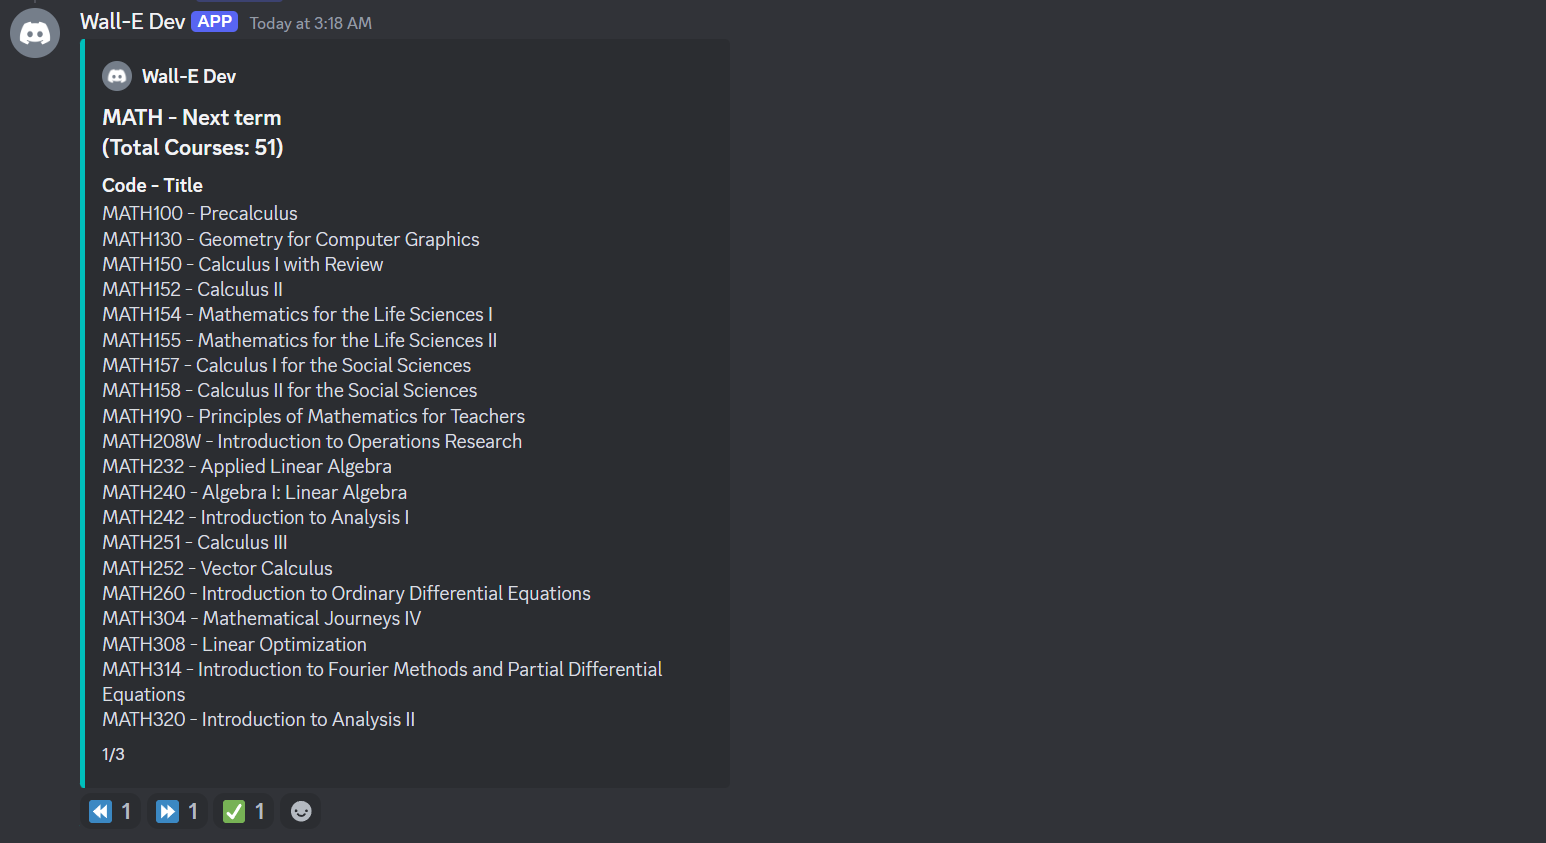 Wall-E Dev APP Today at 3:18 AM
Wall-E Dev
MATH - Next term
(Total Courses: 51)
Code - Title
MATH100 - Precalculus
MATH130 - Geometry for Computer Graphics
MATH150 - Calculus I with Review
MATH152 - Calculus II
MATH154 - Mathematics for the Life Sciences I
MATH155 - Mathematics for the Life Sciences II
MATH157 - Calculus I for the Social Sciences
MATH158 - Calculus II for the Social Sciences
MATH190 - Principles of Mathematics for Teachers
MATH208W - Introduction to Operations Research
MATH232 - Applied Linear Algebra
MATH240 - Algebra I: Linear Algebra
MATH242 - Introduction to Analysis I
MATH251 - Calculus III
MATH252 - Vector Calculus
MATH260 - Introduction to Ordinary Differential Equations
MATH304 - Mathematical Journeys IV
MATH308 - Linear Optimization
MATH314 - Introduction to Fourier Methods and Partial Differential
Equations
MATH320 - Introduction to Analysis II
1/3
1 1 1